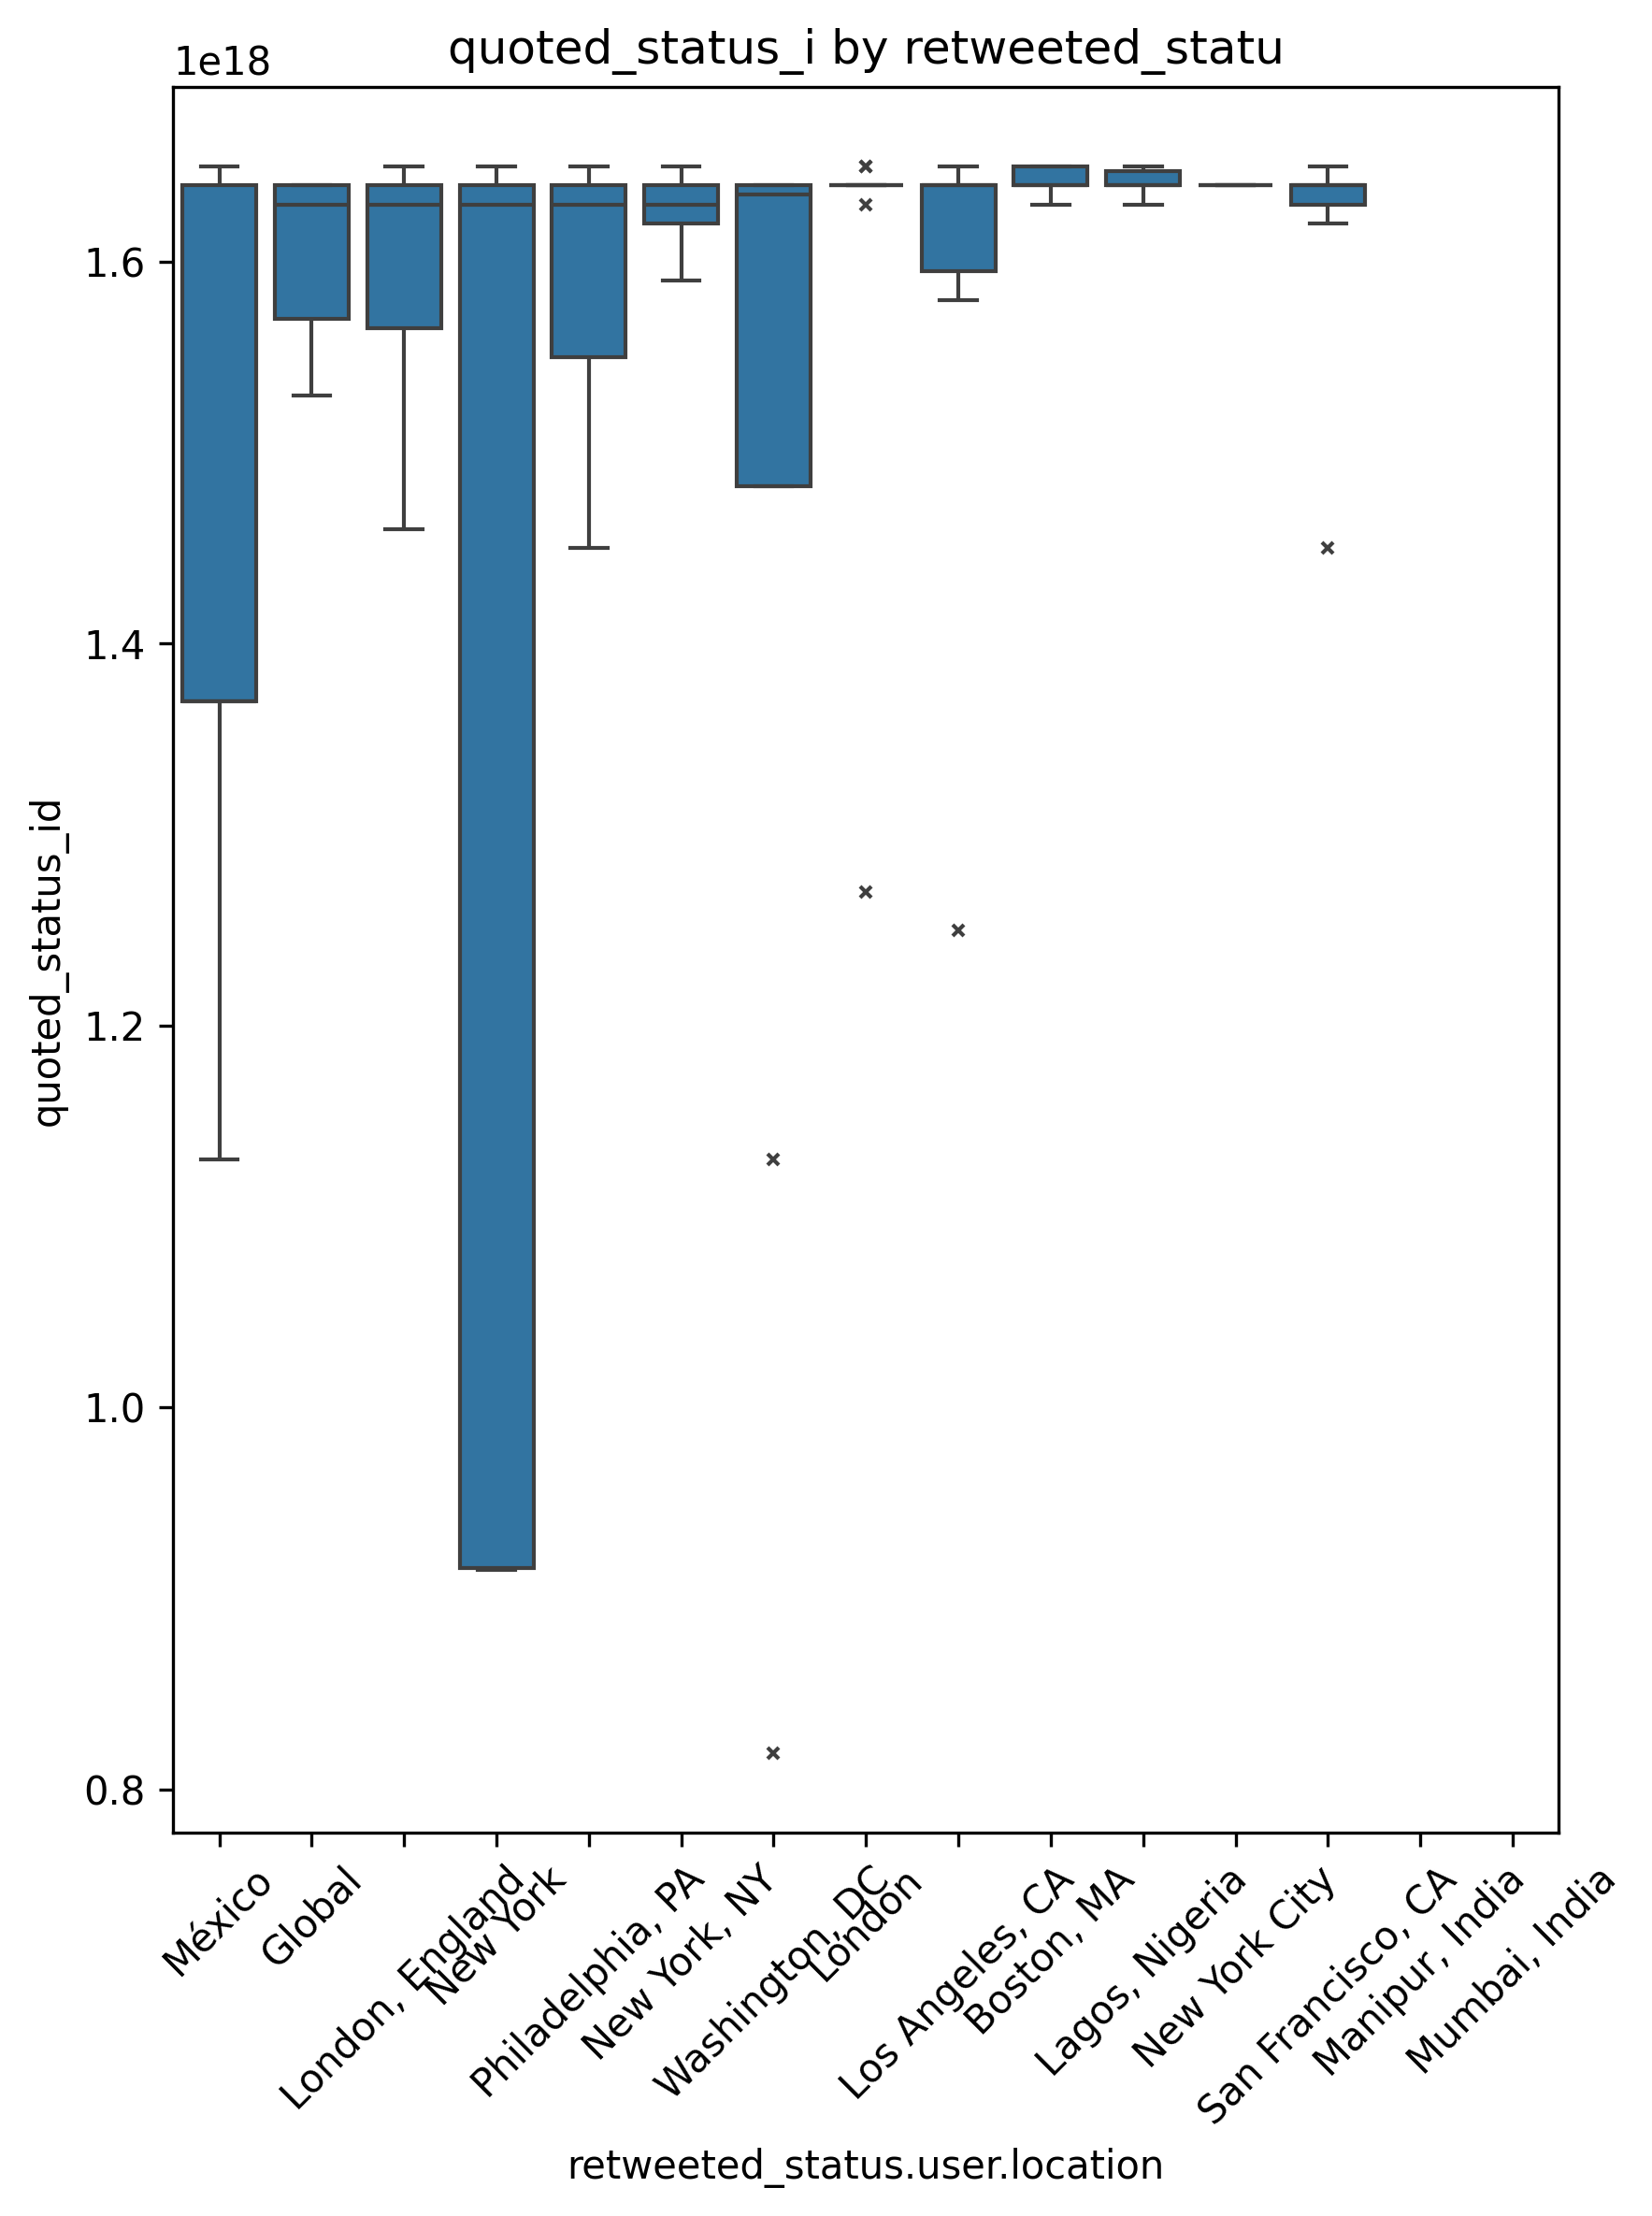 quoted_status_i by retweeted_statu
1e18
1.6
1.4
1.2
1.0
0.8
quoted_status_id
México
Global
London, England
New York
Philadelphia, PA
New York, NY
Washington, DC
London
Los Angeles, CA
Boston, MA
Lagos, Nigeria
New York City
San Francisco, CA
Manipur, India
Mumbai, India
retweeted_status.user.location